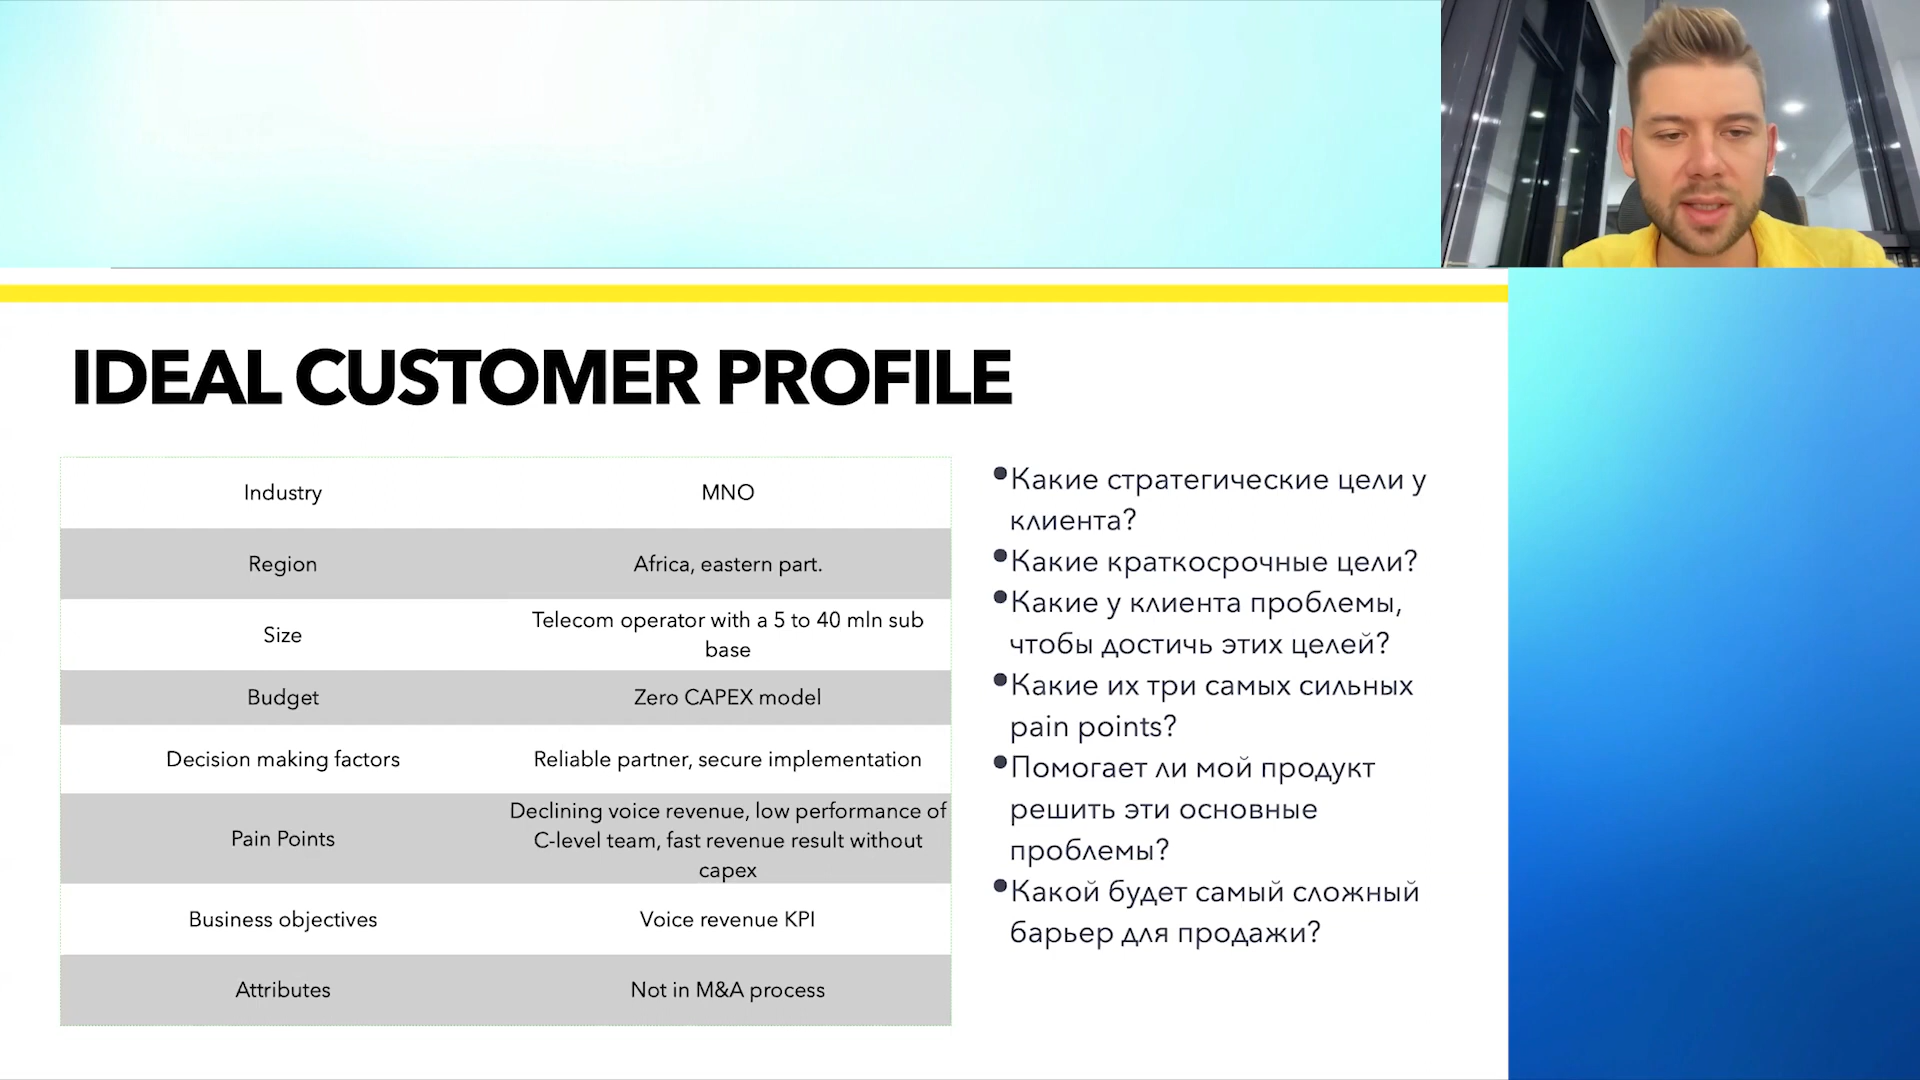 IDEAL CUSTOMER PROFILE
Industry MNO
Region Africa, eastern part.
Size Telecom operator with a 5 to 40 mln sub
base
Budget Zero CAPEX model
Decision making factors Reliable partner, secure implementation
Pain Points Declining voice revenue, low performance of
C-level team, fast revenue result without
capex
Business objectives Voice revenue KPI
Attributes Not in M&A process
•Какие стратегические цели у
клиента?
•Какие краткосрочные цели?
•Какие у клиента проблемы,
чтобы достичь этих целей?
•Какие их три самых сильных
pain points?
•Помогает ли мой продукт
решить эти основные
проблемы?
•Какой будет самый сложный
барьер для продажи?